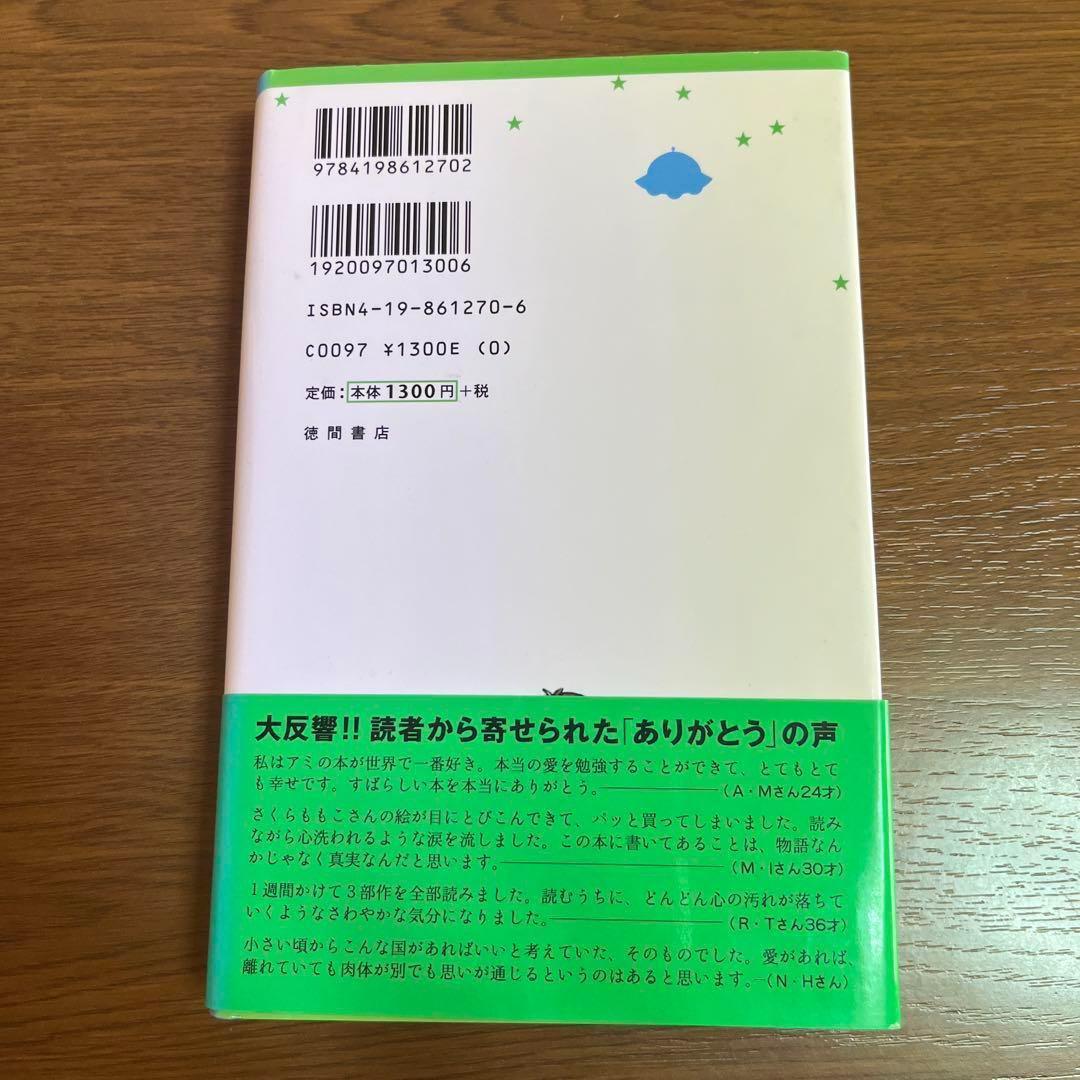 9784198612702
1920097013006
ISBN4-19-861270-6
C0097 ¥1300E (0)
定価：本体1300円＋税
徳間書店
大反響!! 読者から寄せられた「ありがとう」の声
私はアミの本が世界で一番好き。本当の愛を勉強することができて、とてもとて
も幸せです。すばらしい本を本当にありがとう。――（A・Mさん24才）
さくらももこさんの絵が目にとびこんできて、パッと買ってしまいました。読み
ながら心洗われるような涙を流しました。この本に書いてあることは、物語なん
かじゃなく真実なんだと思います。――（M・Iさん30才）
1週間かけて3部作を全部読みました。読むうちに、どんどん心の汚れが落ちて
いくようなさわやかな気分になりました。――（R・Tさん36才）
小さい頃からこんな国があればいいと考えていた、そのものでした。愛があれば、
離れていても肉体が別でも思いが通じるというのはあると思います。―（N・Hさん）